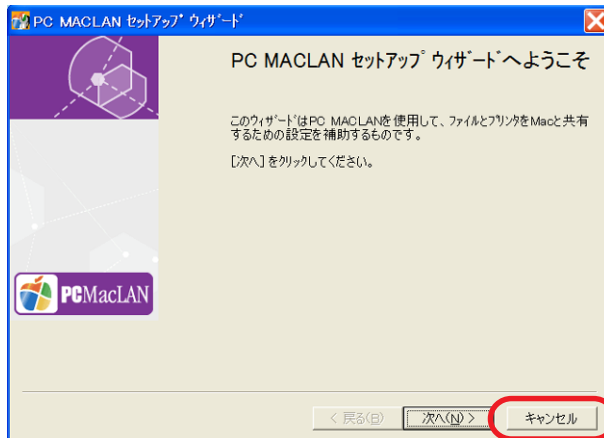 PC MACLAN ｾｯﾄｱｯﾌﾟ ｳｨｻﾞｰﾄﾞ
PC MACLAN ｾｯﾄｱｯﾌﾟ ｳｨｻﾞｰﾄﾞへようこそ
このｳｨｻﾞｰﾄﾞはPC MACLANを使用して、ﾌｧｲﾙとﾌﾟﾘﾝﾀをMacと共有
するための設定を補助するものです。
[次へ]をｸﾘｯｸしてください。
PCMacLAN
< 戻る(B)
次へ(N) >
キャンセル